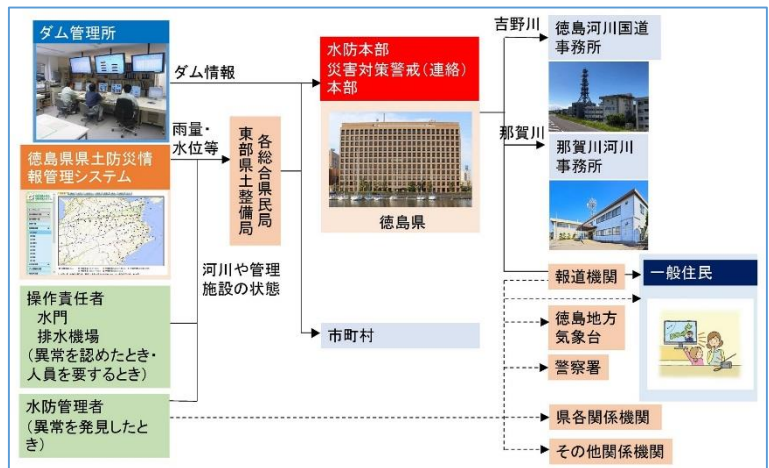 ダム管理所
ダム情報
雨量・
水位等
徳島県県土防災情
報管理システム
各総合県民局
東部県土整備局
河川や管理
施設の状態
操作責任者
水門
排水機場
(異常を認めたとき・
人員を要するとき)
水防管理者
(異常を発見したと
き)
水防本部
災害対策警戒(連絡)
本部
徳島県
市町村
吉野川
徳島河川国道
事務所
那賀川
那賀川河川
事務所
報道機関
一般住民
徳島地方
気象台
警察署
県各関係機関
その他関係機関